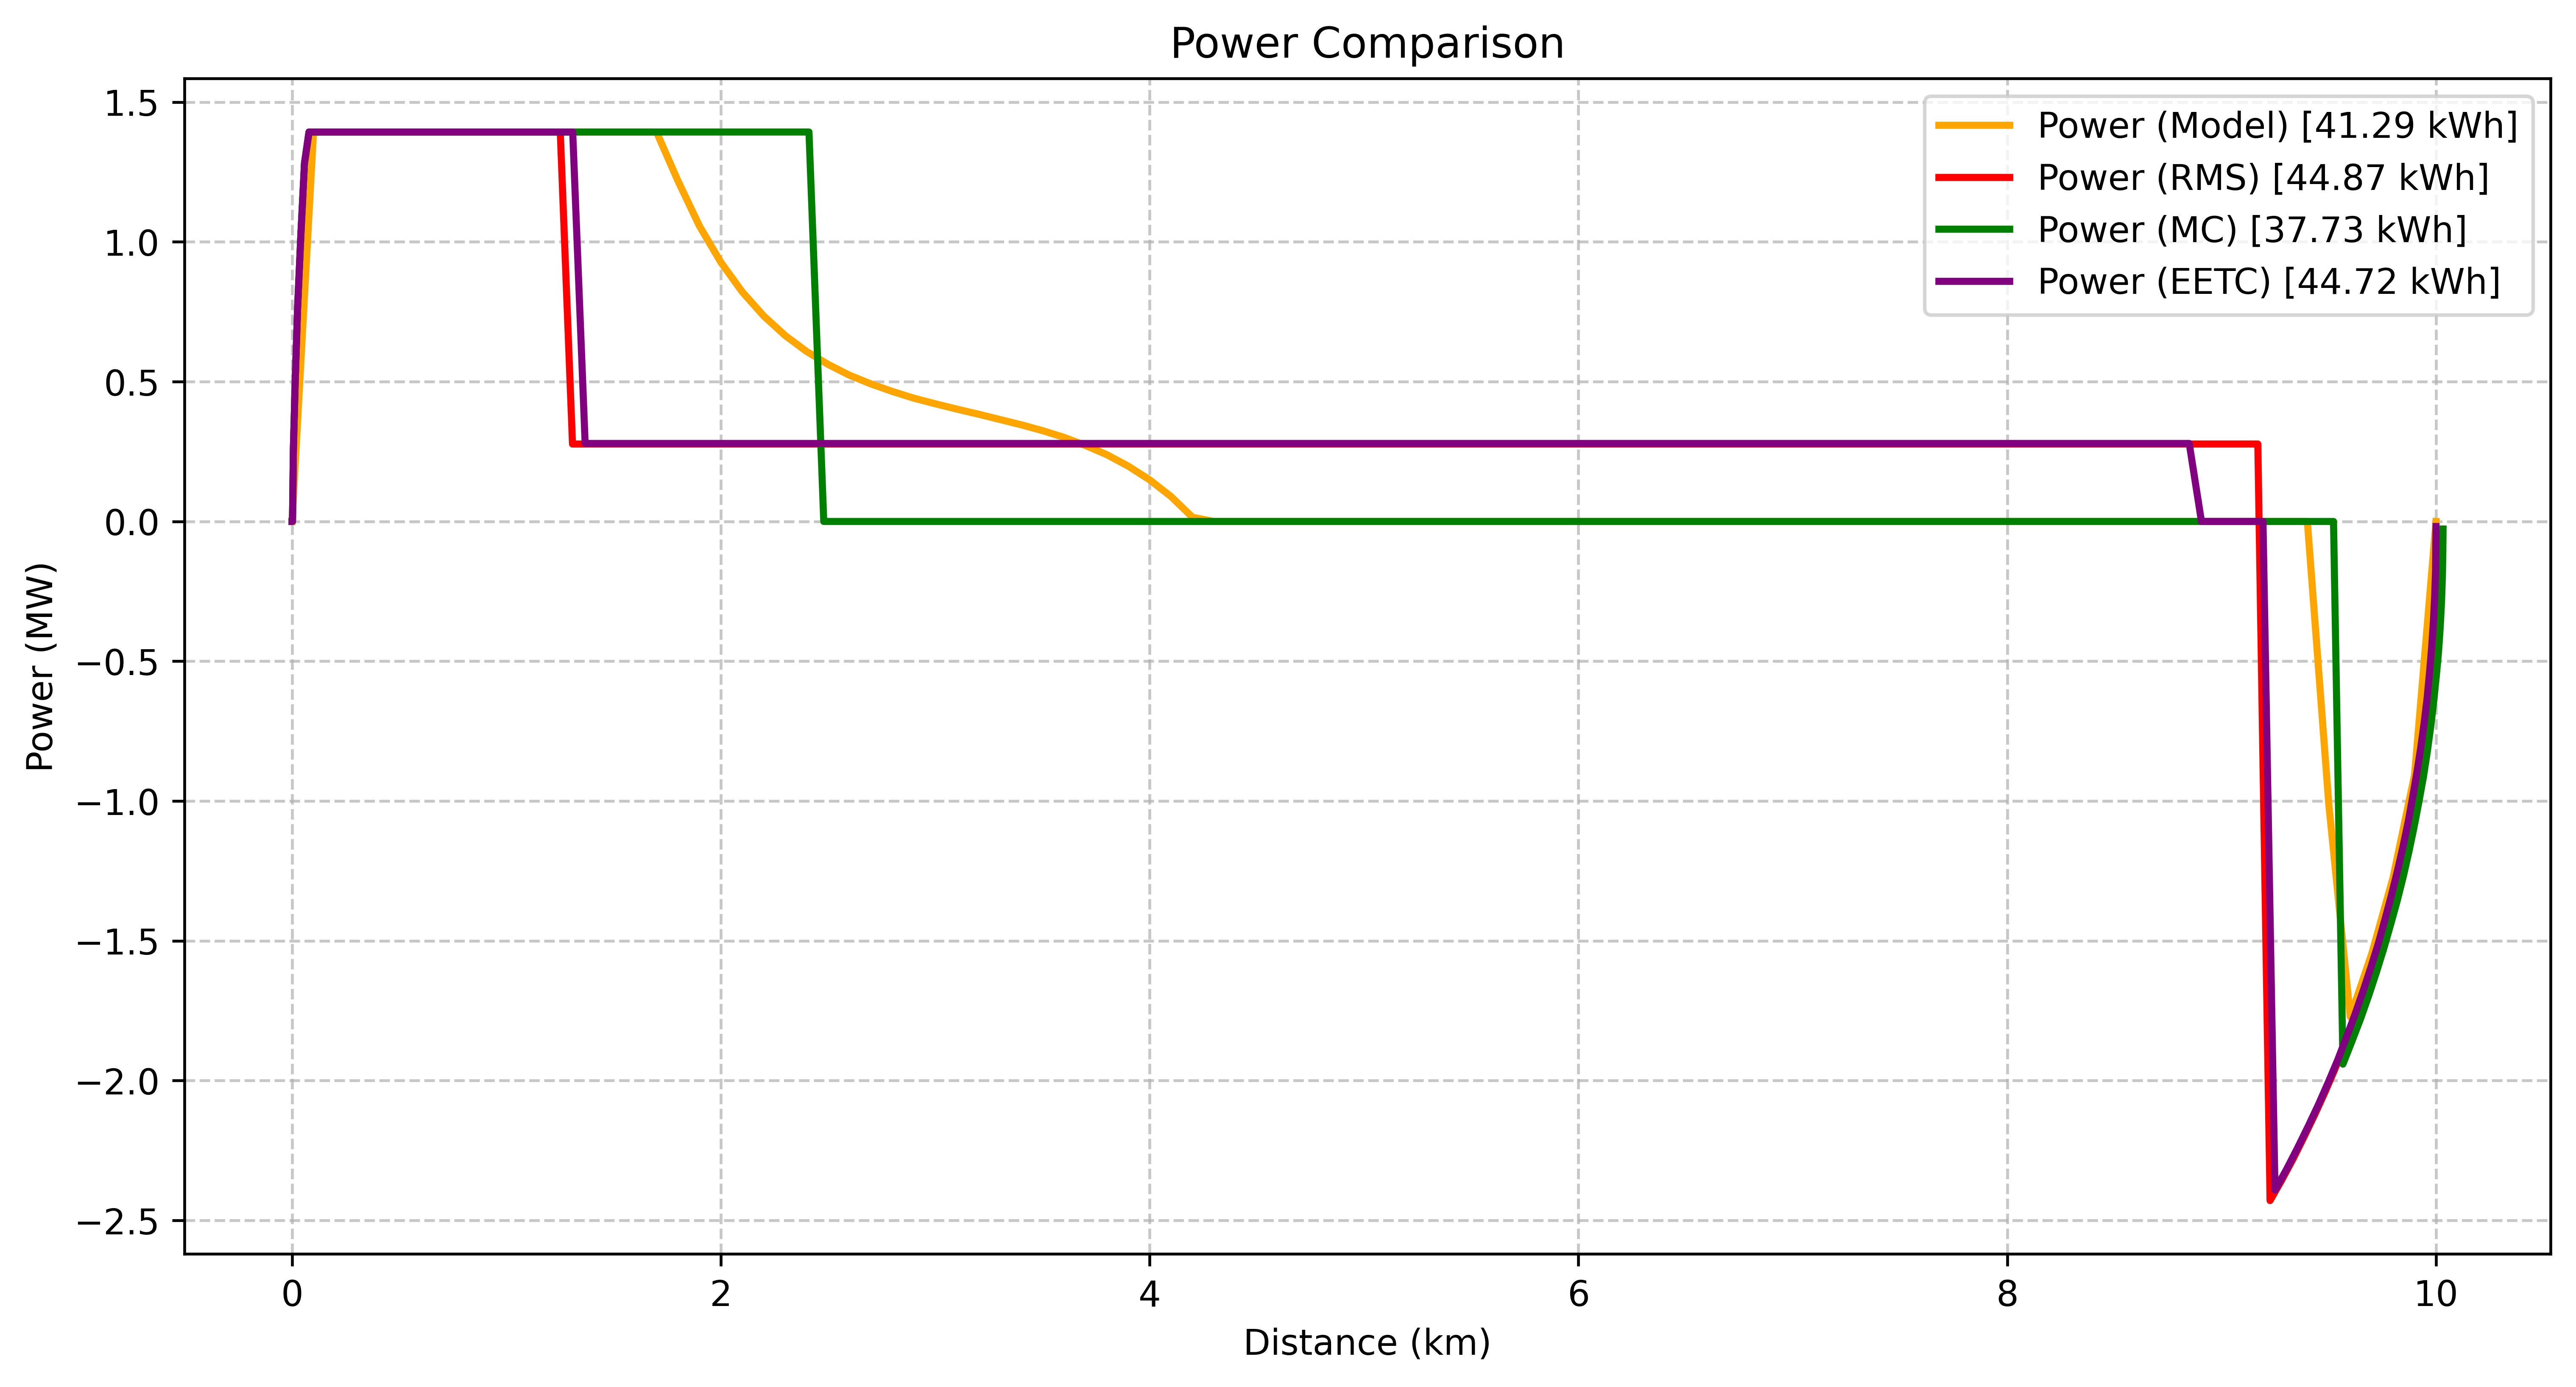 Power Comparison
Power (Model) [41.29 kWh]
Power (RMS) [44.87 kWh]
Power (MC) [37.73 kWh]
Power (EETC) [44.72 kWh]
1.5
1.0
0.5
0.0
−0.5
−1.0
−1.5
−2.0
−2.5
Power (MW)
0 2 4 6 8 10
Distance (km)